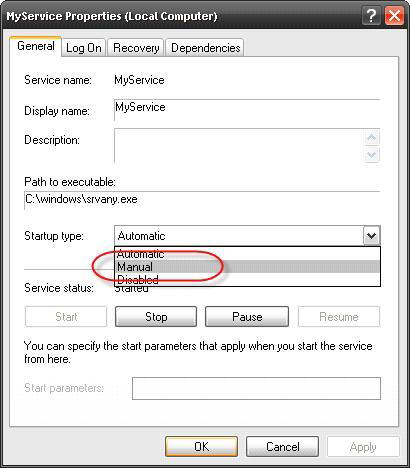 MyService Properties (Local Computer)
General Log On Recovery Dependencies
Service name: MyService
Display name: MyService
Description:
Path to executable:
C:\windows\srvany.exe
Startup type: Automatic
Automatic
Manual
Disabled
Service status: Started
Start Stop Pause Resume
You can specify the start parameters that apply when you start the service
from here.
Start parameters:
OK Cancel Apply